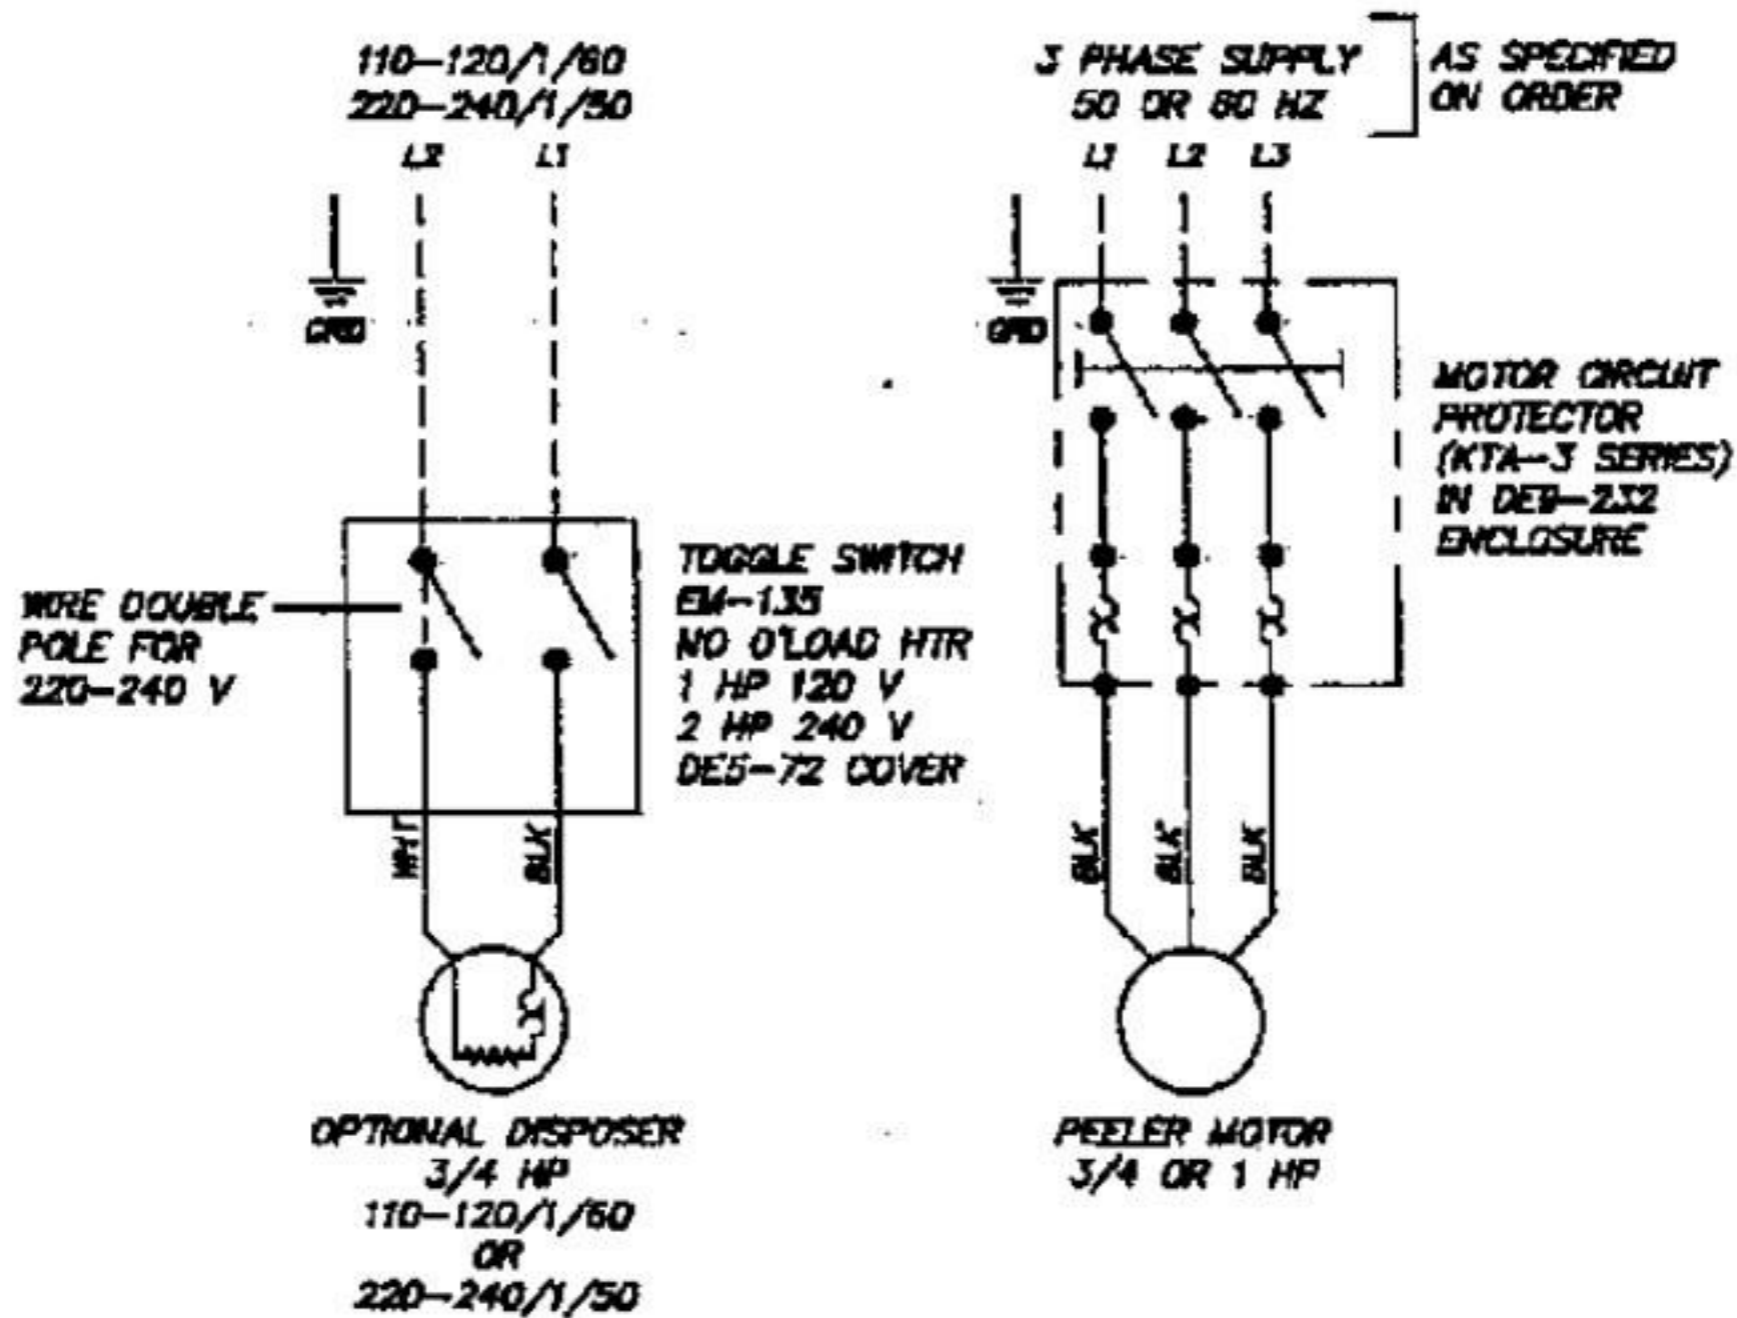 110-120/1/60
220-240/1/50
L2 L1
GRD
WIRE DOUBLE
POLE FOR
220-240 V
TOGGLE SWITCH
EM-135
NO O'LOAD HTR
1 HP 120 V
2 HP 240 V
DE5-72 COVER
WHT
BLK
OPTIONAL DISPOSER
3/4 HP
110-120/1/60
OR
220-240/1/50
3 PHASE SUPPLY
50 OR 60 HZ
AS SPECIFIED
ON ORDER
L1 L2 L3
GRD
MOTOR CIRCUIT
PROTECTOR
(KTA-3 SERIES)
IN DE9-232
ENCLOSURE
BLK
BLK
BLK
PEELER MOTOR
3/4 OR 1 HP